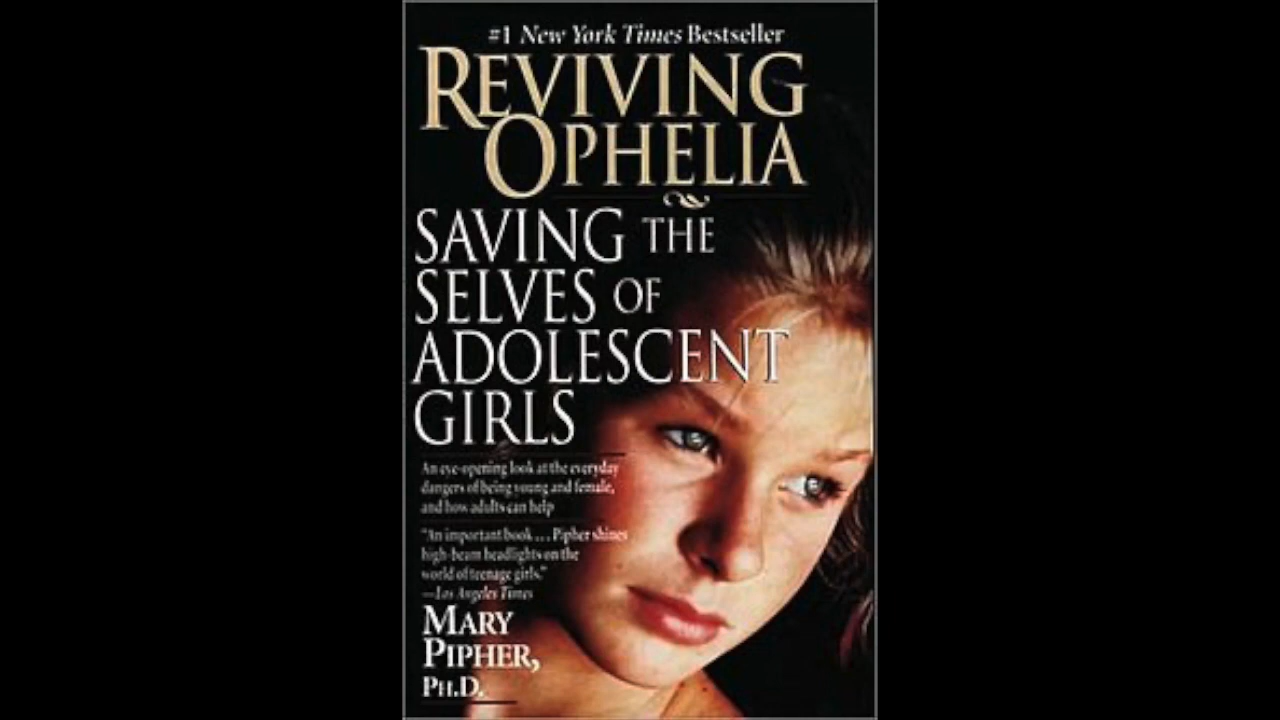 #1 New York Times Bestseller
REVIVING
OPHELIA
SAVING THE
SELVES OF
ADOLESCENT
GIRLS
An eye-opening look at the everyday
dangers of being young and female,
and how adults can help
"An important book... Pipher shines
high-beam headlights on the
world of teenage girls."
—Los Angeles Times
MARY
PIPHER,
PH.D.